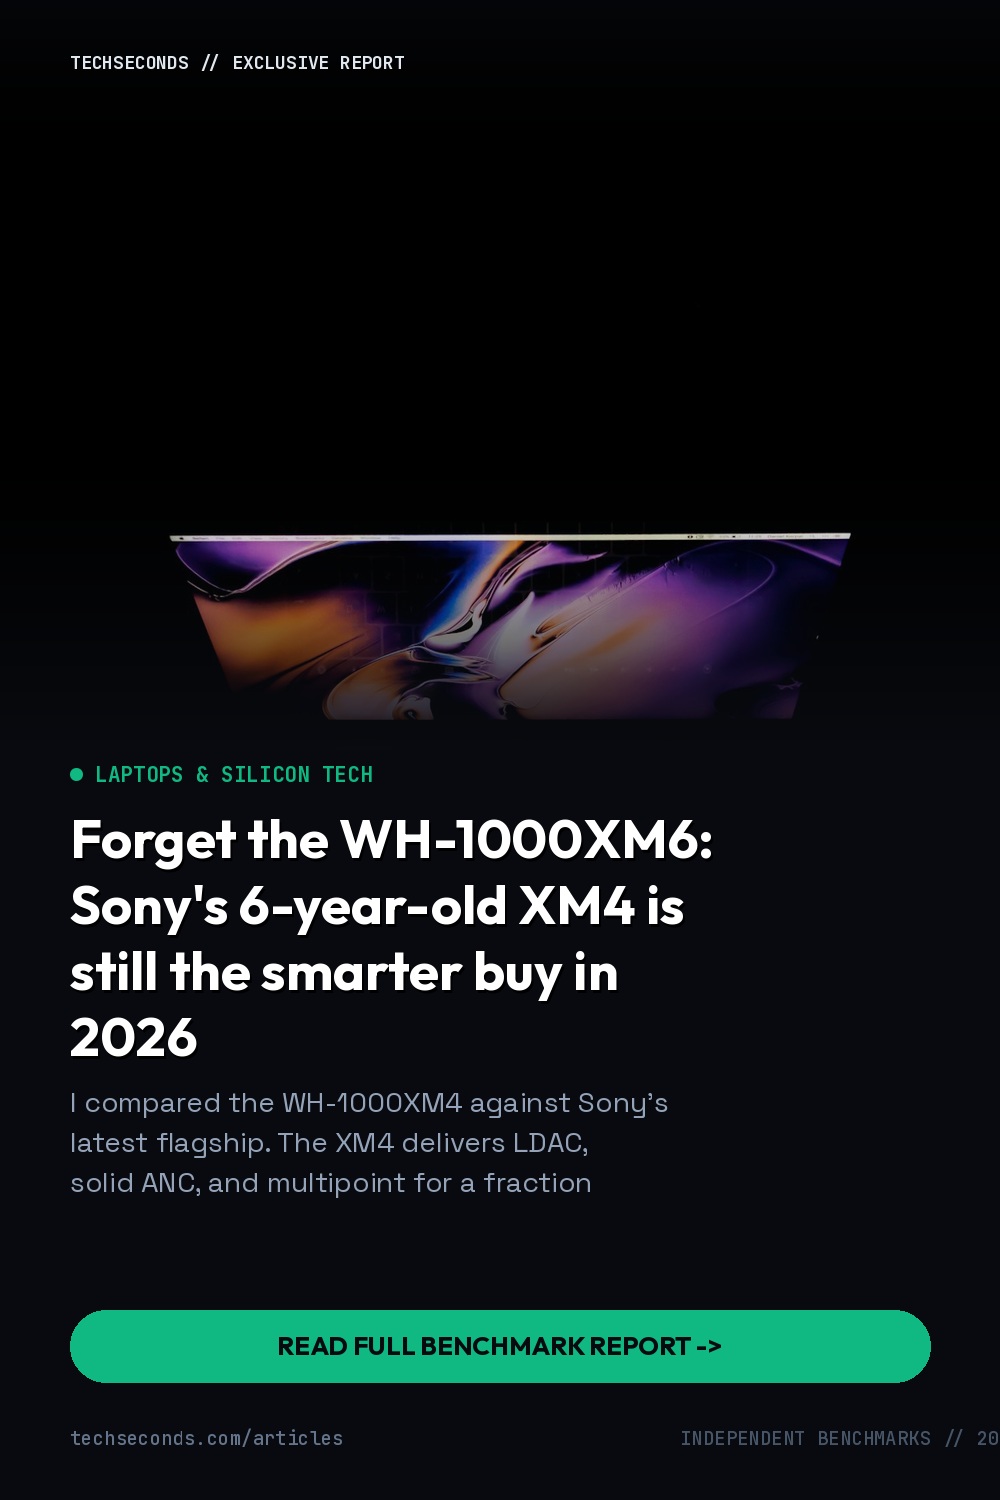 TECHSECONDS // EXCLUSIVE REPORT
LAPTOPS & SILICON TECH
Forget the WH-1000XM6:
Sony's 6-year-old XM4 is
still the smarter buy in
2026
I compared the WH-1000XM4 against Sony’s
latest flagship. The XM4 delivers LDAC,
solid ANC, and multipoint for a fraction
READ FULL BENCHMARK REPORT ->
techseconds.com/articles
INDEPENDENT BENCHMARKS // 20